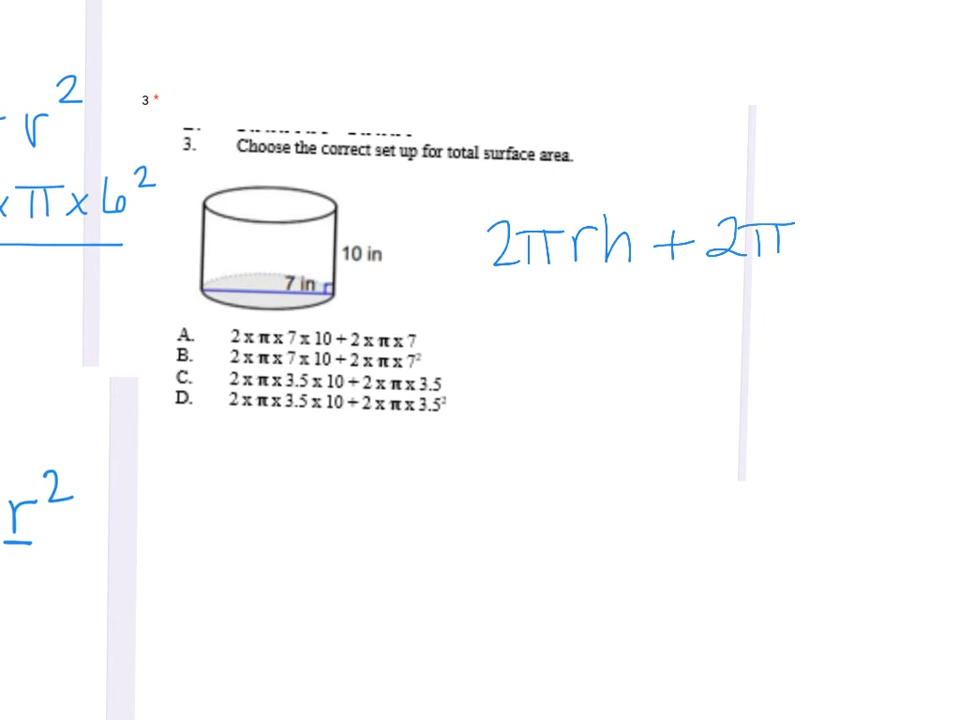 r²
x π x 6²
3 *
3. Choose the correct set up for total surface area.
10 in
7 in
2πrh + 2π
A. 2 x π x 7 x 10 + 2 x π x 7
B. 2 x π x 7 x 10 + 2 x π x 7²
C. 2 x π x 3.5 x 10 + 2 x π x 3.5
D. 2 x π x 3.5 x 10 + 2 x π x 3.5²
r²